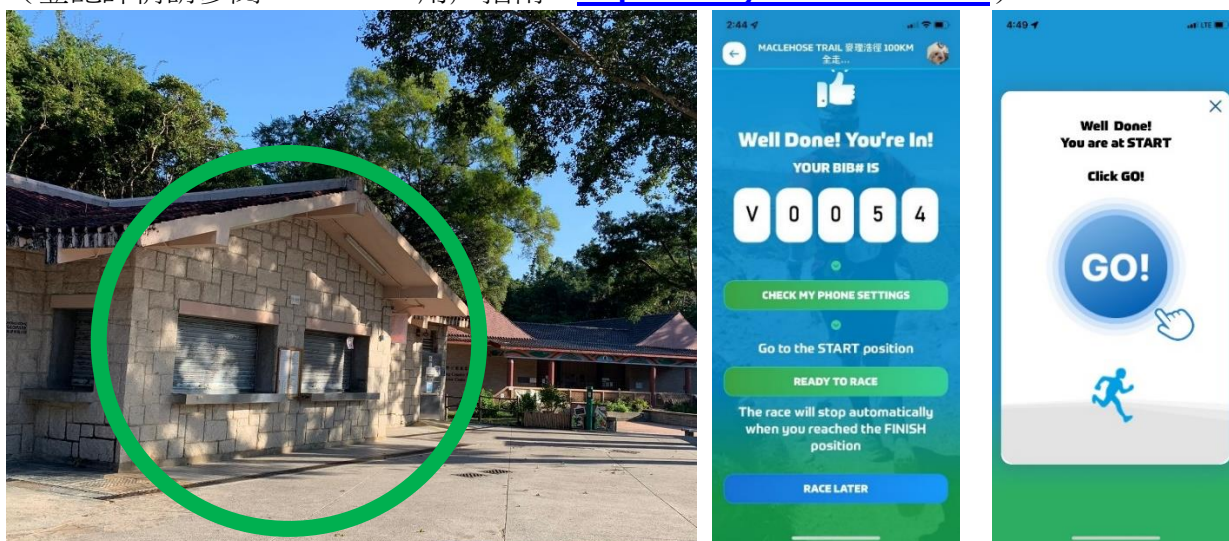 2:44
MACLEHOSE TRAIL 麥理浩徑 100KM
全走...
Well Done! You're In!
YOUR BIB# IS
V 0 0 5 4
CHECK MY PHONE SETTINGS
Go to the START position
READY TO RACE
The race will stop automatically
when you reached the FINISH
position
RACE LATER
4:49
LTE
Well Done!
You are at START
Click GO!
GO!